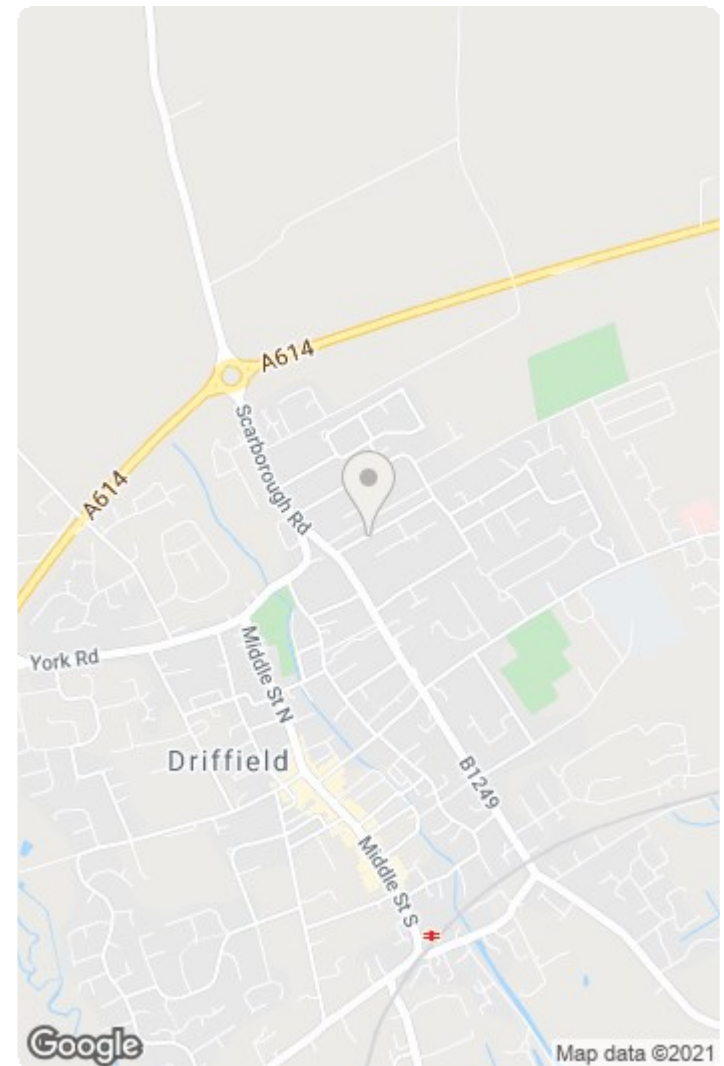 A614
Scarborough Rd
A614
York Rd
Middle St N
Driffield
B1249
Middle St S
Google
Map data ©2021